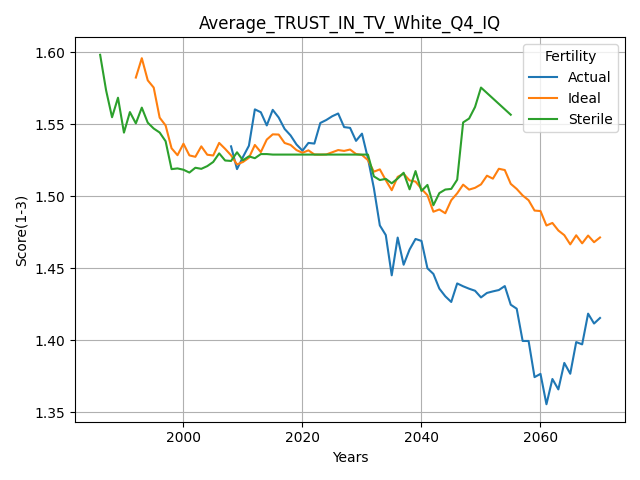 Average_TRUST_IN_TV_White_Q4_IQ
Fertility
Actual
Ideal
Sterile
Score(1-3)
1.60
1.55
1.50
1.45
1.40
1.35
2000 2020 2040 2060
Years